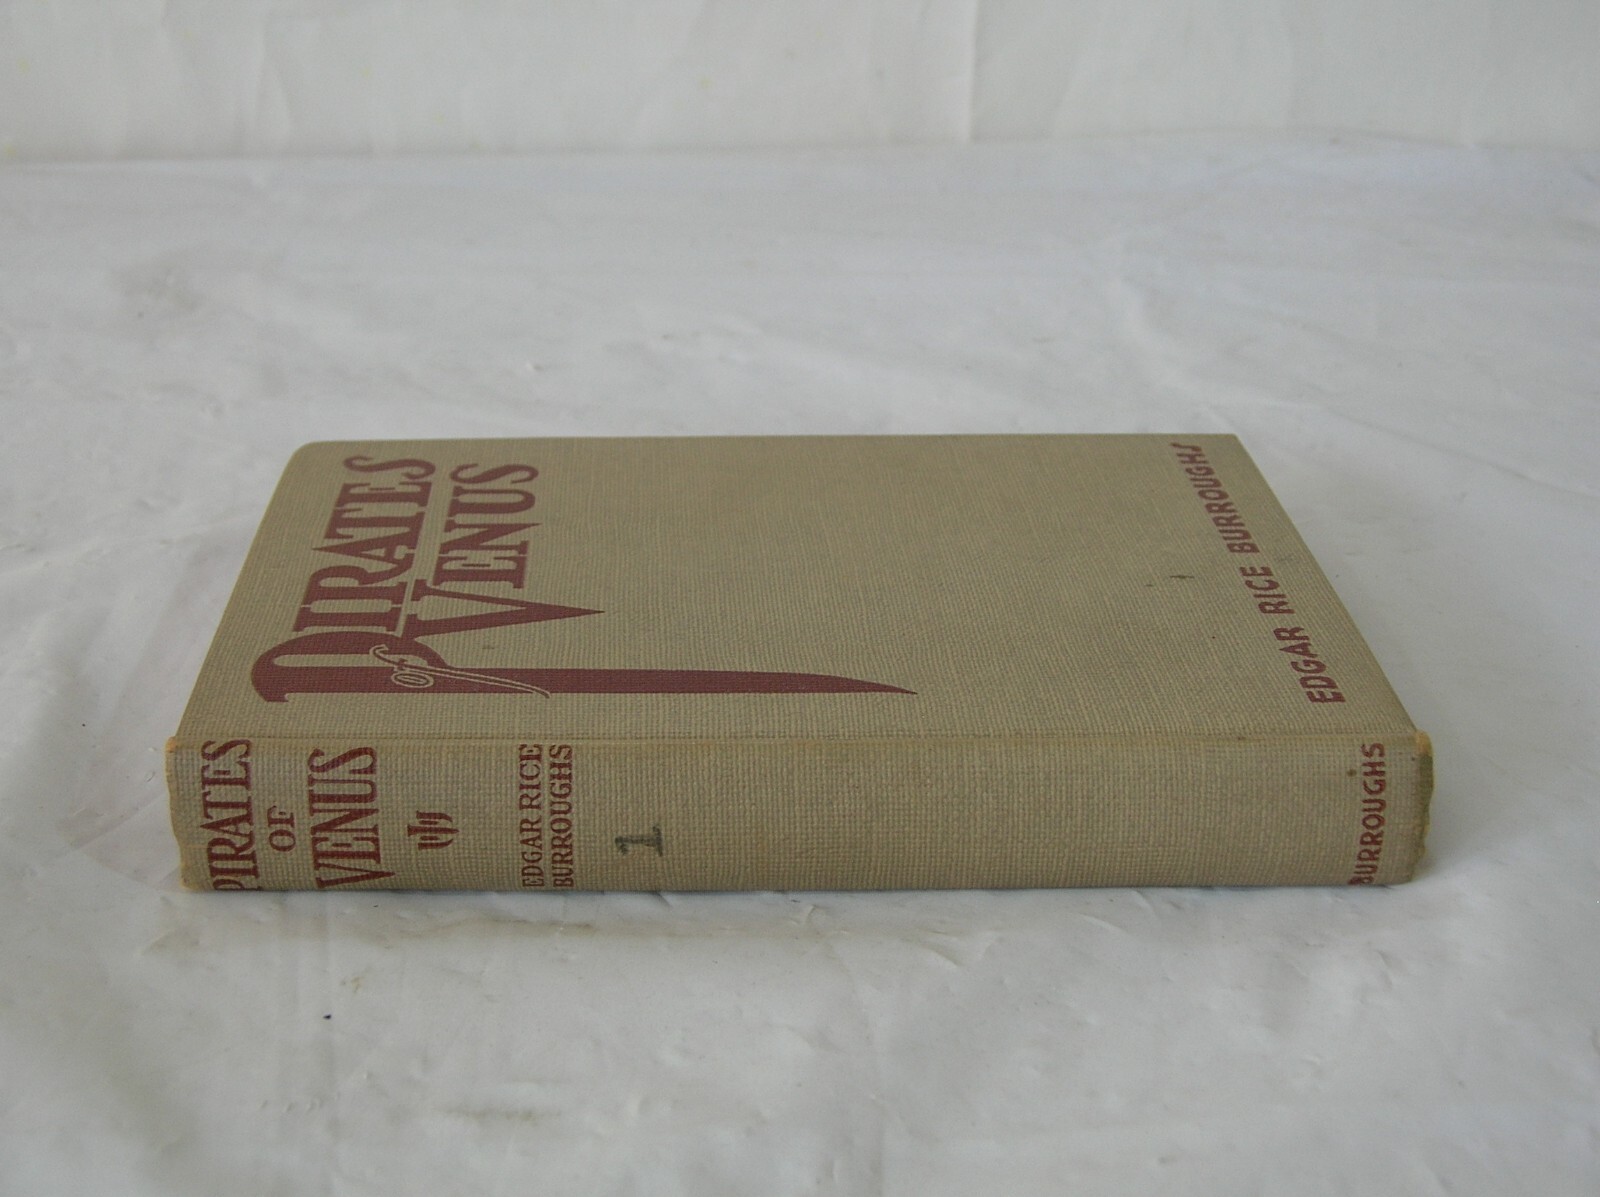 PIRATES
of
VENUS
EDGAR RICE BURROUGHS
PIRATES
OF
VENUS
EDGAR RICE
BURROUGHS
1
BURROUGHS